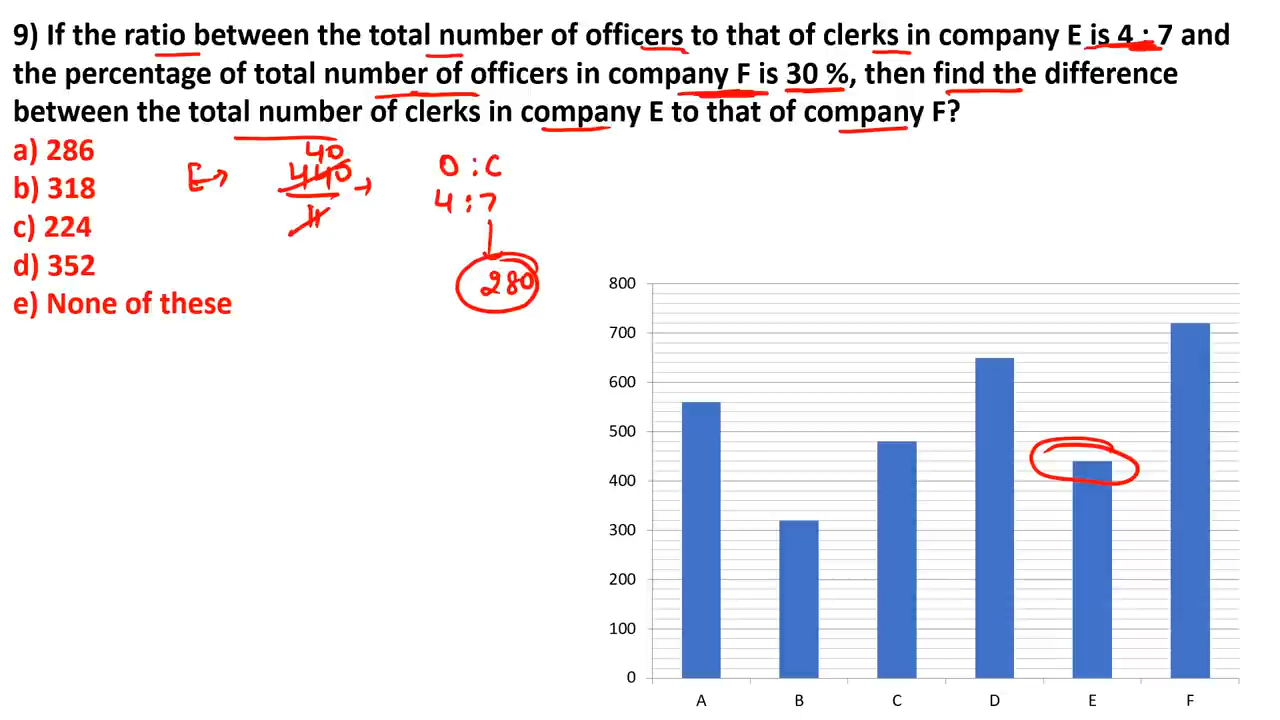 9) If the ratio between the total number of officers to that of clerks in company E is 4 : 7 and
the percentage of total number of officers in company F is 30 %, then find the difference
between the total number of clerks in company E to that of company F?
a) 286
b) 318
c) 224
d) 352
e) None of these
E→ 40
440 →
11
O : C
4 : 7
280
800
700
600
500
400
300
200
100
0
A B C D E F